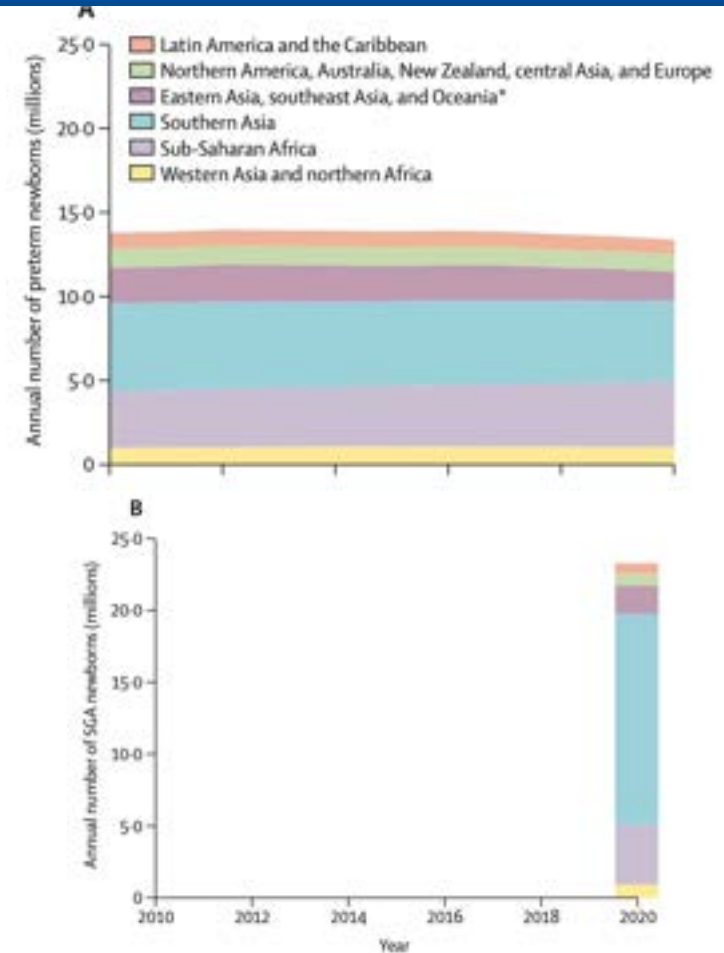 A
Annual number of preterm newborns (millions)
25·0
20·0
15·0
10·0
5·0
0
Latin America and the Caribbean
Northern America, Australia, New Zealand, central Asia, and Europe
Eastern Asia, southeast Asia, and Oceania*
Southern Asia
Sub-Saharan Africa
Western Asia and northern Africa
B
Annual number of SGA newborns (millions)
25·0
20·0
15·0
10·0
5·0
0
2010 2012 2014 2016 2018 2020
Year